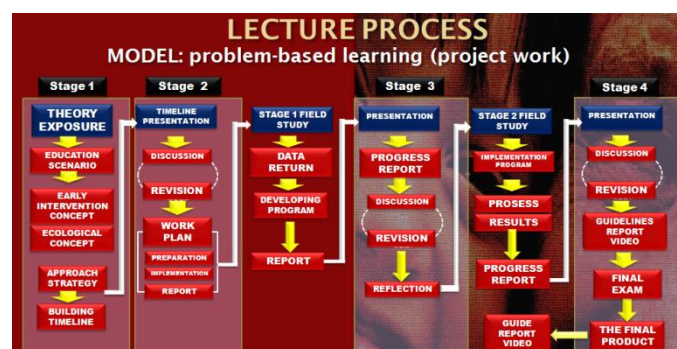 LECTURE PROCESS
MODEL: problem-based learning (project work)
Stage 1
THEORY
EXPOSURE
EDUCATION
SCENARIO
EARLY
INTERVENTION
CONCEPT
ECOLOGICAL
CONCEPT
APPROACH
STRATEGY
BUILDING
TIMELINE
Stage 2
TIMELINE
PRESENTATION
DISCUSSION
REVISION
WORK
PLAN
PREPARATION
IMPLEMENTATION
REPORT
STAGE 1 FIELD
STUDY
DATA
RETURN
DEVELOPING
PROGRAM
REPORT
Stage 3
PRESENTATION
PROGRESS
REPORT
DISCUSSION
REVISION
REFLECTION
STAGE 2 FIELD
STUDY
IMPLEMENTATION
PROGRAM
PROSESS
RESULTS
PROGRESS
REPORT
Stage 4
PRESENTATION
DISCUSSION
REVISION
GUIDELINES
REPORT
VIDEO
FINAL
EXAM
THE FINAL
PRODUCT
GUIDE
REPORT
VIDEO